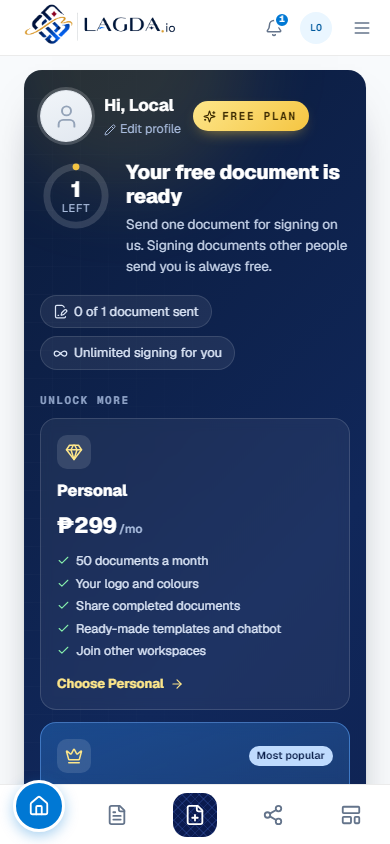 LAGDA.io
1
LO
Hi, Local
Edit profile
FREE PLAN
1
LEFT
Your free document is
ready
Send one document for signing on
us. Signing documents other people
send you is always free.
0 of 1 document sent
Unlimited signing for you
UNLOCK MORE
Personal
₱299 /mo
50 documents a month
Your logo and colours
Share completed documents
Ready-made templates and chatbot
Join other workspaces
Choose Personal →
Most popular